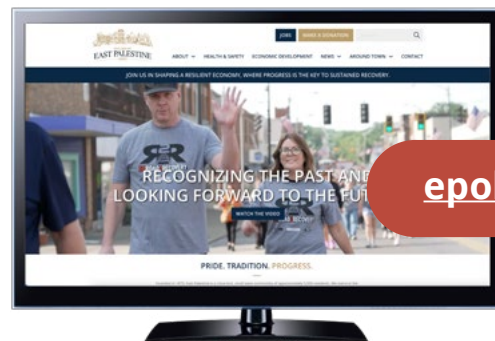 JOBS MAKE A DONATION
EAST PALESTINE
ABOUT HEALTH & SAFETY ECONOMIC DEVELOPMENT NEWS AROUND TOWN CONTACT
JOIN US IN SHAPING A RESILIENT ECONOMY, WHERE PROGRESS IS THE KEY TO SUSTAINED RECOVERY.
RECOGNIZING THE PAST AND
LOOKING FORWARD TO THE FUT
WATCH THE VIDEO
PRIDE. TRADITION. PROGRESS.